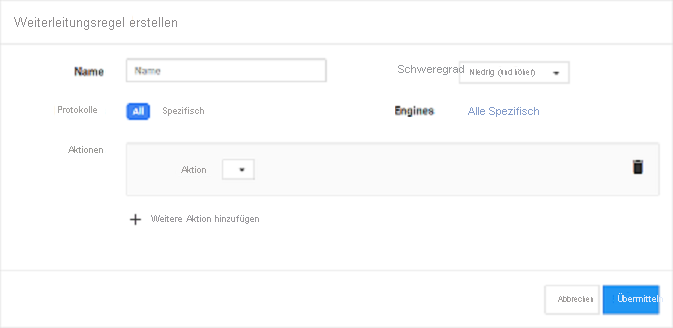 Weiterleitungsregel erstellen
Name Name Schweregrad Niedrig (und höher)
Protokolle All Spezifisch Engines Alle Spezifisch
Aktionen
Aktion
Weitere Aktion hinzufügen
Abbrechen Übermitteln